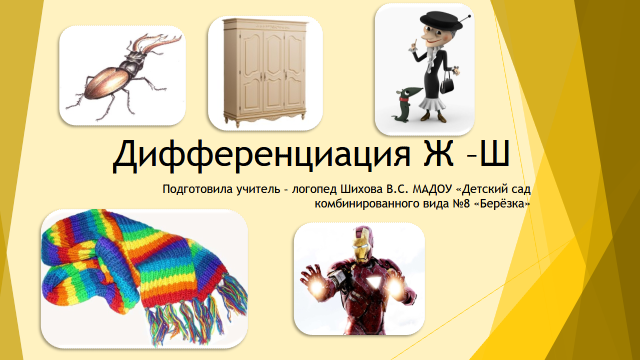 Дифференциация Ж –Ш
Подготовила учитель – логопед Шихова В.С. МАДОУ «Детский сад
комбинированного вида №8 «Берёзка»